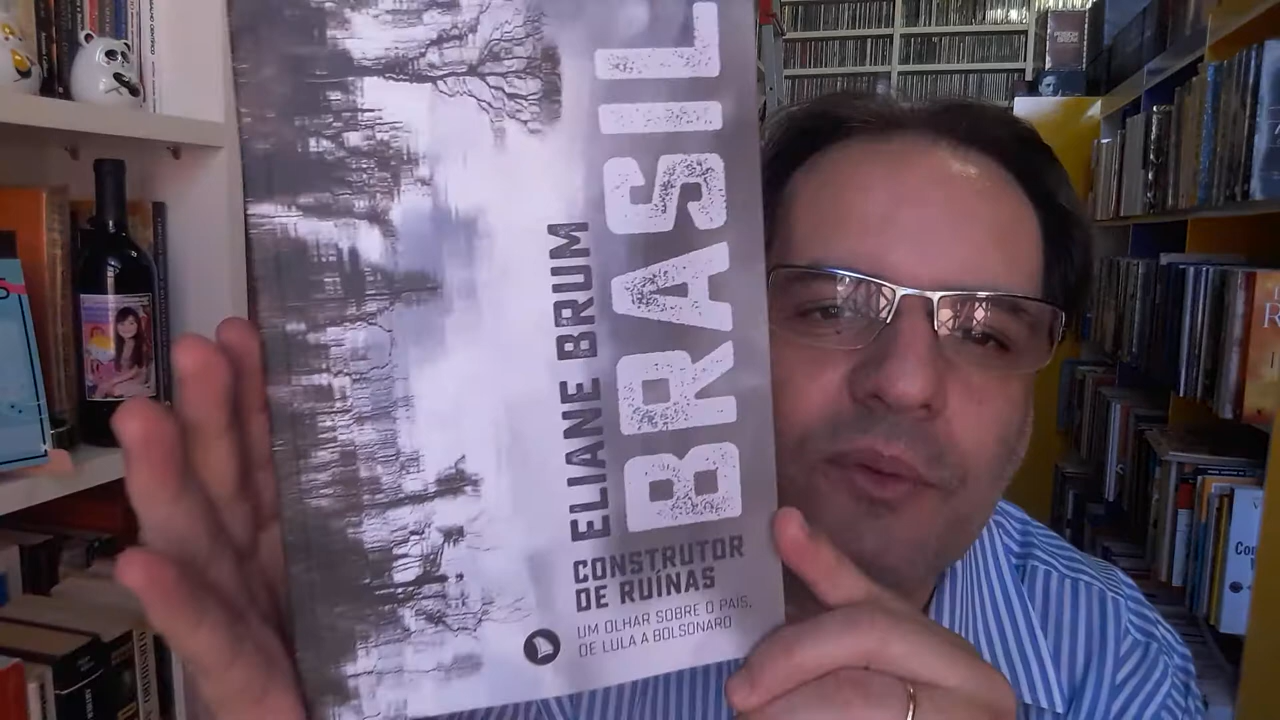 ELIANE BRUM
BRASIL
CONSTRUTOR
DE RUÍNAS
UM OLHAR SOBRE O PAÍS,
DE LULA A BOLSONARO